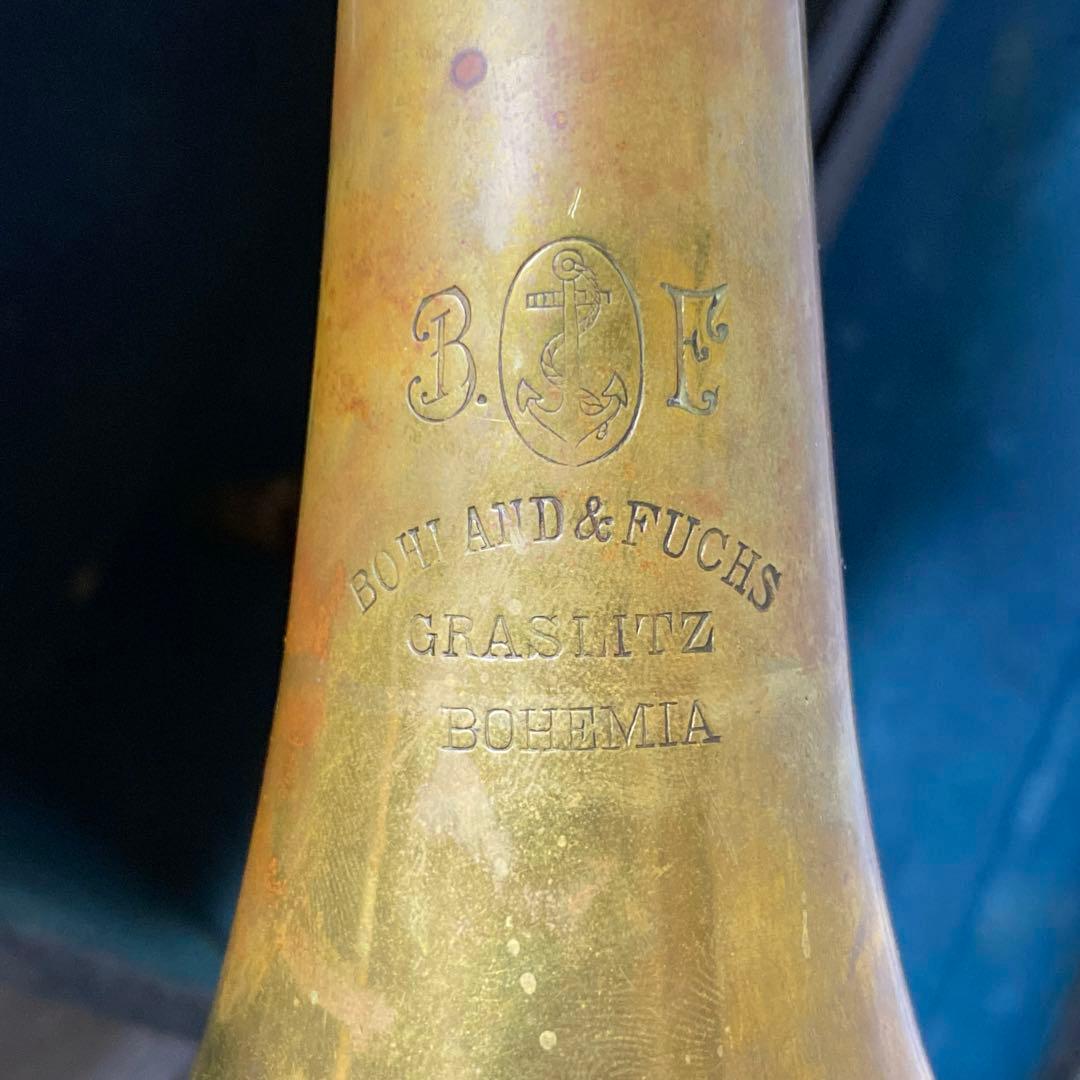 B. F
BOHLAND & FUCHS
GRASLITZ
BOHEMIA